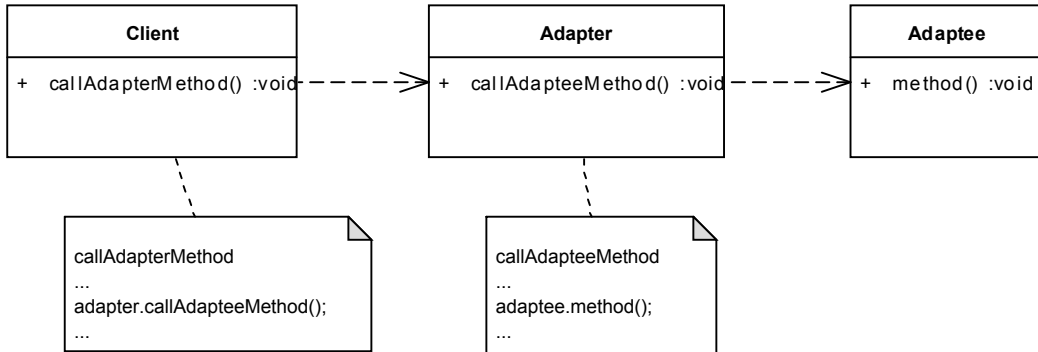 Client
+ callAdapterMethod() :void
Adapter
+ callAdapteeMethod() :void
Adaptee
+ method() :void
callAdapterMethod
...
adapter.callAdapteeMethod();
...
callAdapteeMethod
...
adaptee.method();
...